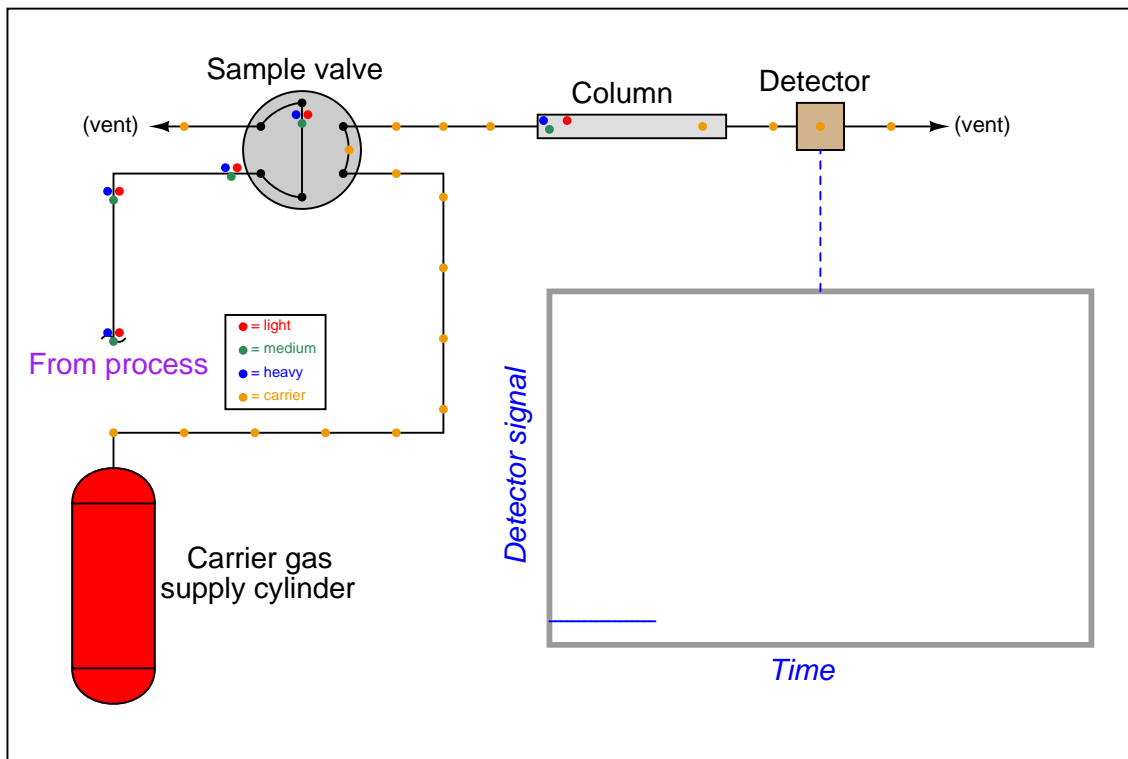 Sample valve
Column
Detector
(vent)
(vent)
= light
= medium
= heavy
= carrier
From process
Detector signal
Carrier gas
supply cylinder
Time